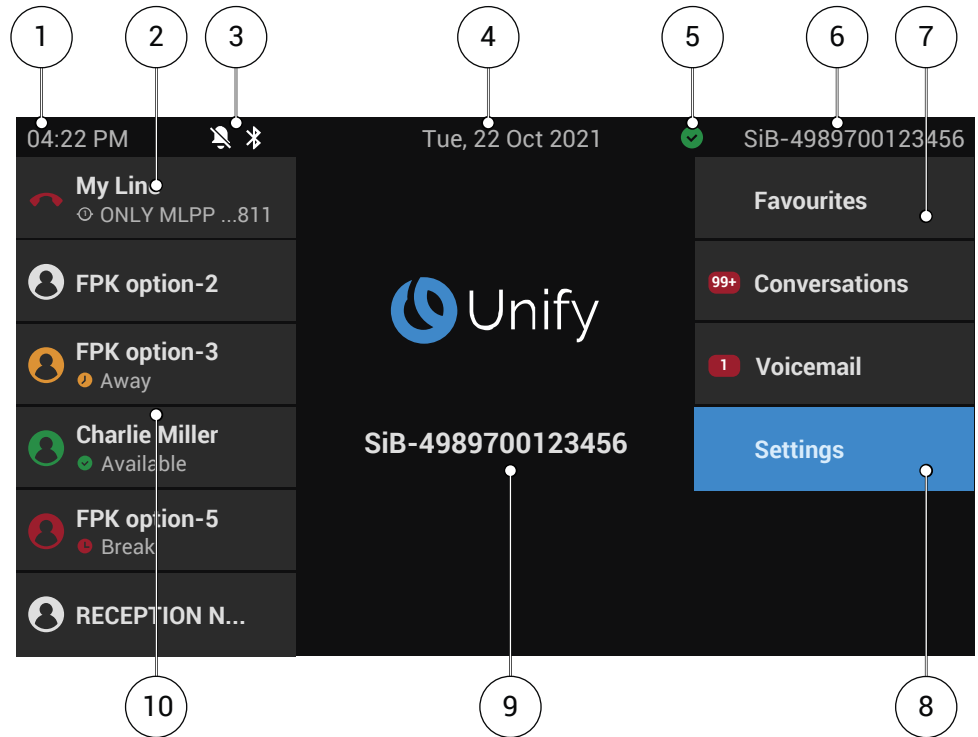 1 2 3 4 5 6 7
04:22 PM Tue, 22 Oct 2021 SiB-4989700123456
My Line
ONLY MLPP ...811
FPK option-2
FPK option-3
Away
Charlie Miller
Available
FPK option-5
Break
RECEPTION N...
Unify
SiB-4989700123456
Favourites
99+ Conversations
1 Voicemail
Settings
10 9 8